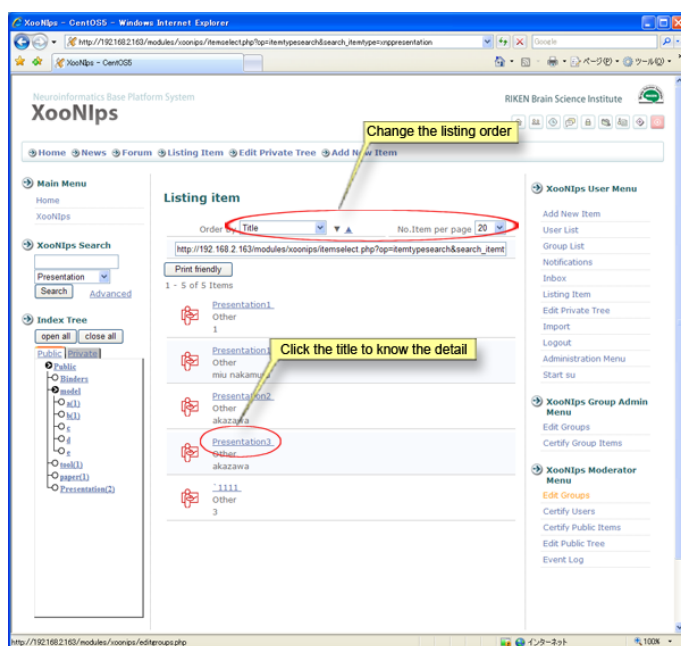 XooNIps - CentOS5 - Windows Internet Explorer
http://192.168.2.163/modules/xoonips/itemselect.php?op=itemtypesearch&search_itemtype=xnppresentation
Google
XooNIps - CentOS5
ページ(P)
ツール(O)
Neuroinformatics Base Platform System
XooNIps
RIKEN Brain Science Institute
Change the listing order
Home News Forum Listing Item Edit Private Tree Add New Item
Main Menu
Home
XooNIps
XooNIps Search
Presentation
Search Advanced
Index Tree
open all close all
Public Private
Public
Binders
model
a(1)
b(1)
c
d
e
tool(1)
paper(1)
Presentation(2)
Listing item
Order By Title ▼ ▲ No.Item per page 20
http://192.168.2.163/modules/xoonips/itemselect.php?op=itemtypesearch&search_itemt
Print friendly
1 - 5 of 5 Items
Presentation1
Other
1
Presentation1
Click the title to know the detail
Other
miu nakamura
Presentation2
Other
akazawa
Presentation3
Other
akazawa
`1111
Other
3
XooNIps User Menu
Add New Item
User List
Group List
Notifications
Inbox
Listing Item
Edit Private Tree
Import
Logout
Administration Menu
Start su
XooNIps Group Admin
Menu
Edit Groups
Certify Group Items
XooNIps Moderator
Menu
Edit Groups
Certify Users
Certify Public Items
Edit Public Tree
Event Log
http://192.168.2.163/modules/xoonips/editgroups.php
インターネット
100%